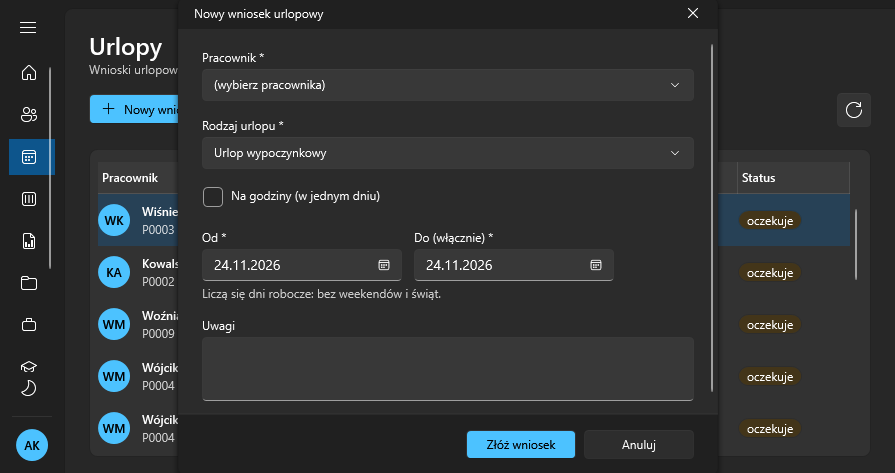 Nowy wniosek urlopowy
Urlopy
Wnioski urlopow
Nowy wnio
Pracownik *
(wybierz pracownika)
Rodzaj urlopu *
Urlop wypoczynkowy
Na godziny (w jednym dniu)
Od *
Do (włącznie) *
24.11.2026
24.11.2026
Liczą się dni robocze: bez weekendów i świąt.
Uwagi
Złóż wniosek
Anuluj
Pracownik
Status
WK
Wiśnie
P0003
oczekuje
KA
Kowals
P0002
oczekuje
WM
Woźnia
P0009
oczekuje
WM
Wójcik
P0004
oczekuje
WM
Wójcik
P0004
oczekuje
AK